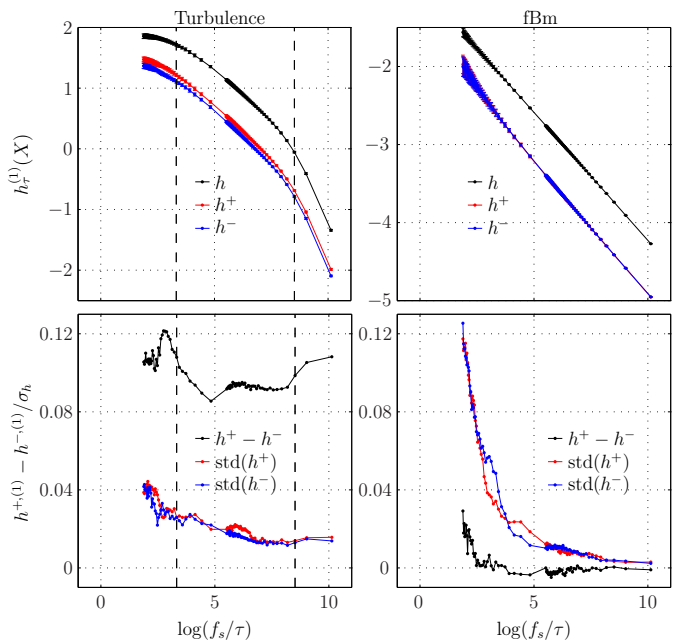 Turbulence
fBm
2
1
0
−1
−2
h_τ^{(1)}(X)
h
h^+
h^−
−2
−3
−4
−5
h
h^+
h^−
0.12
0.08
0.04
0
h^{+,(1)} − h^{−,(1)}/σ_h
h^+ − h^−
std(h^+)
std(h^−)
0 5 10
log(f_s/τ)
0.12
0.08
0.04
0
h^+ − h^−
std(h^+)
std(h^−)
0 5 10
log(f_s/τ)